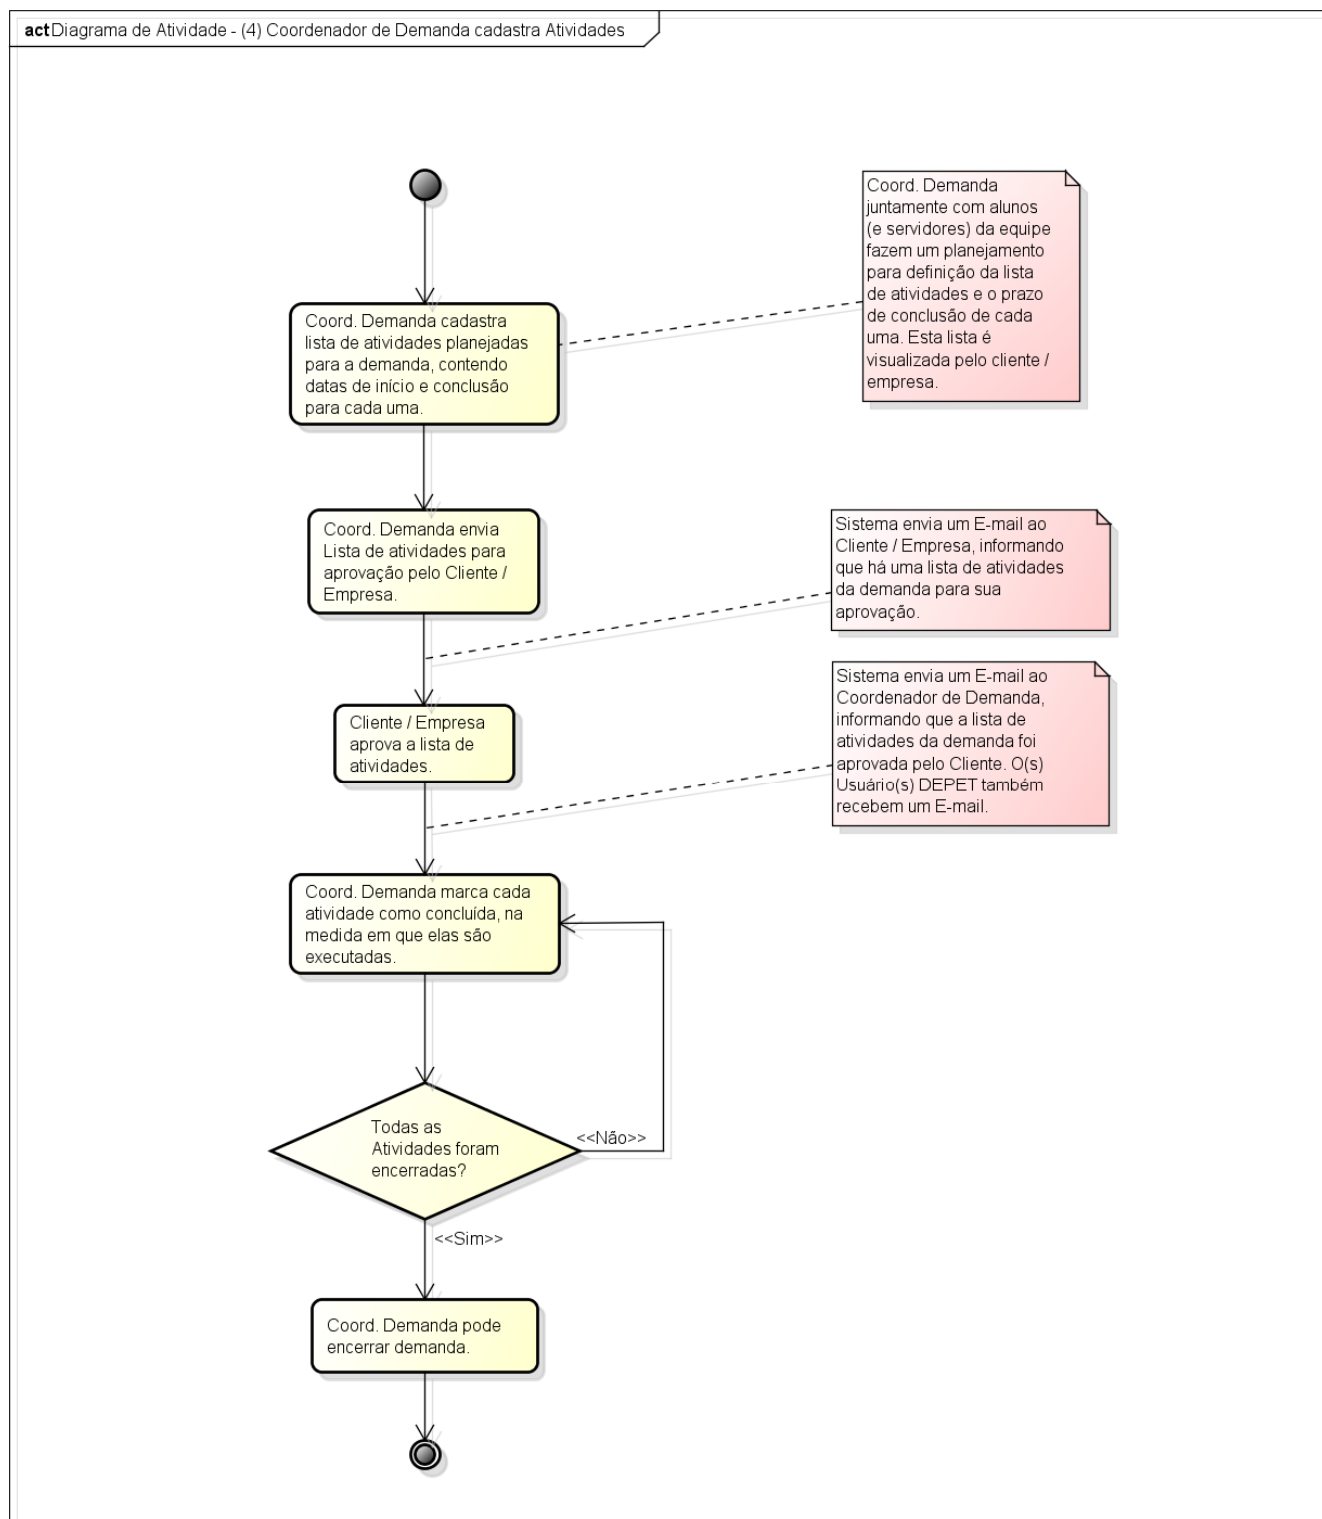 act Diagrama de Atividade - (4) Coordenador de Demanda cadastra Atividades
Coord. Demanda
juntamente com alunos
(e servidores) da equipe
fazem um planejamento
para definição da lista
de atividades e o prazo
de conclusão de cada
uma. Esta lista é
visualizada pelo cliente /
empresa.
Coord. Demanda cadastra
lista de atividades planejadas
para a demanda, contendo
datas de início e conclusão
para cada uma.
Coord. Demanda envia
Lista de atividades para
aprovação pelo Cliente /
Empresa.
Sistema envia um E-mail ao
Cliente / Empresa, informando
que há uma lista de atividades
da demanda para sua
aprovação.
Sistema envia um E-mail ao
Coordenador de Demanda,
informando que a lista de
atividades da demanda foi
aprovada pelo Cliente. O(s)
Usuário(s) DEPET também
recebem um E-mail.
Cliente / Empresa
aprova a lista de
atividades.
Coord. Demanda marca cada
atividade como concluída, na
medida em que elas são
executadas.
Todas as
Atividades foram
encerradas?
<<Não>>
<<Sim>>
Coord. Demanda pode
encerrar demanda.